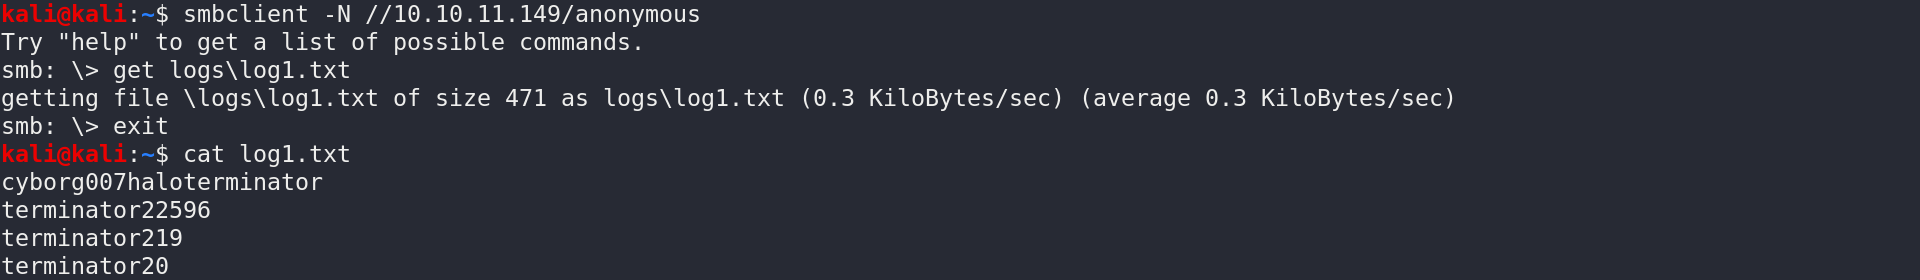 kali@kali:~$ smbclient -N //10.10.11.149/anonymous
Try "help" to get a list of possible commands.
smb: \> get logs\log1.txt
getting file \logs\log1.txt of size 471 as logs\log1.txt (0.3 KiloBytes/sec) (average 0.3 KiloBytes/sec)
smb: \> exit
kali@kali:~$ cat log1.txt
cyborg007haloterminator
terminator22596
terminator219
terminator20